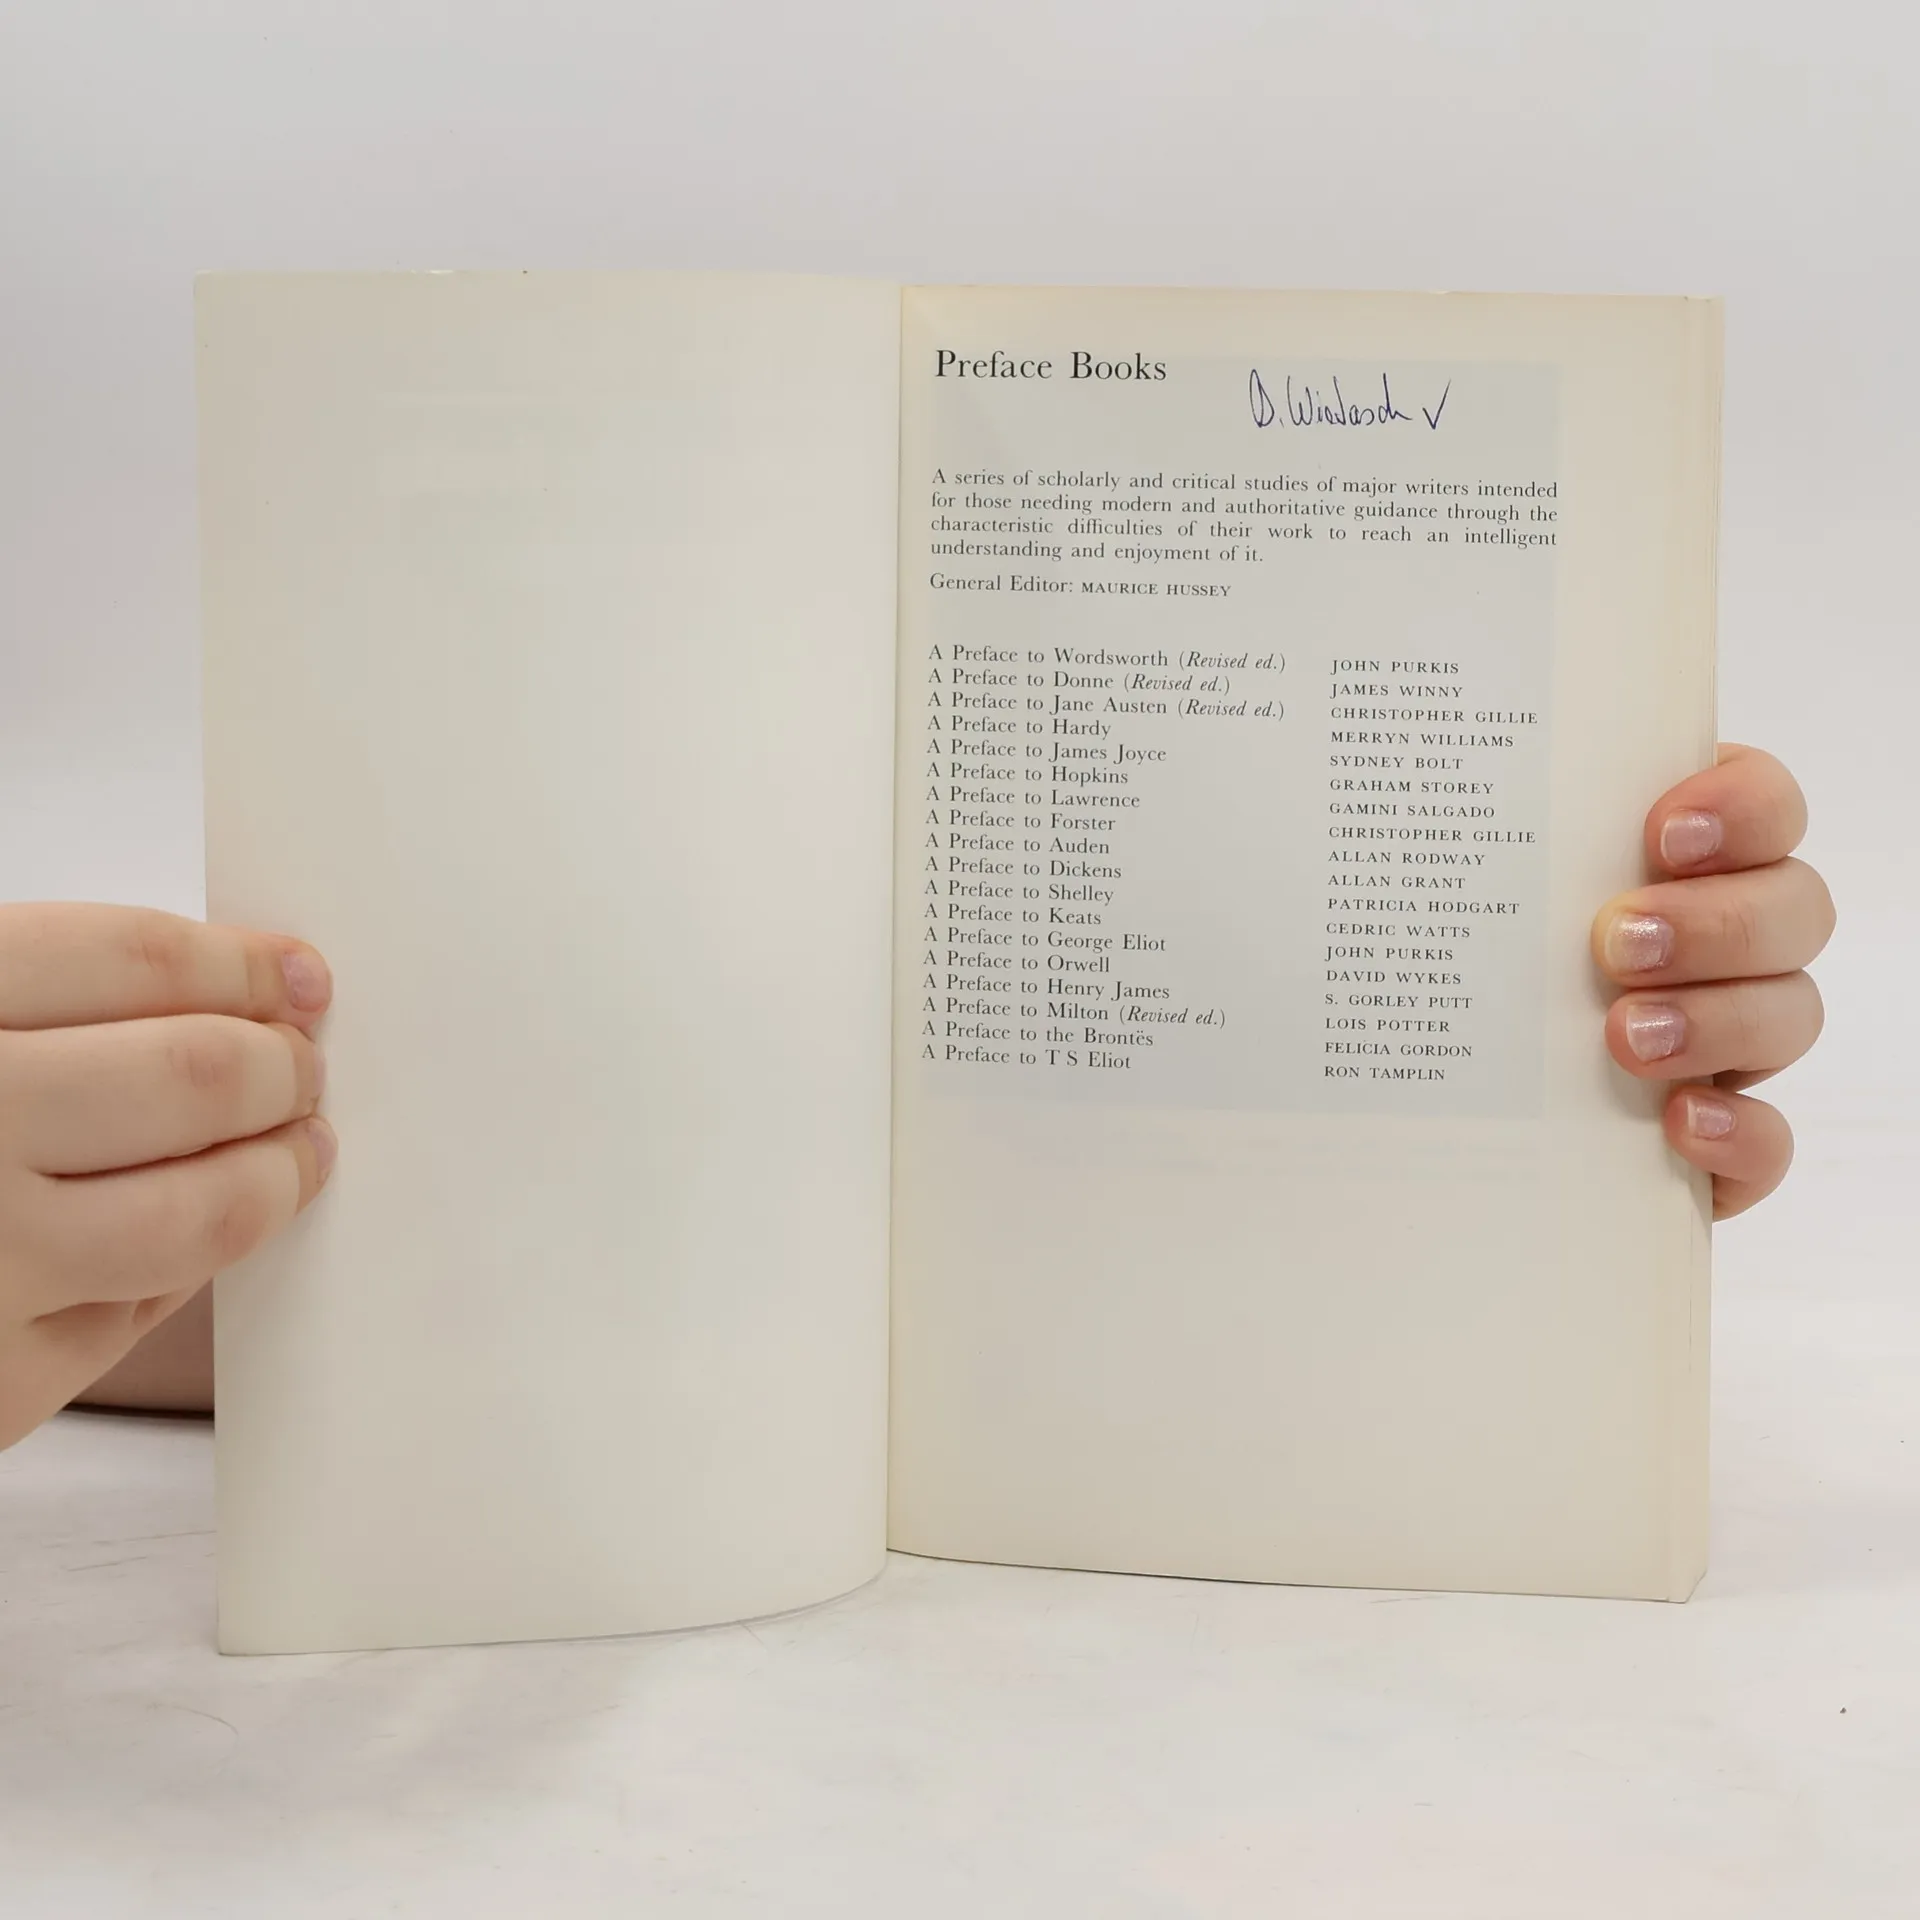 Preface Books
A series of scholarly and critical studies of major writers intended
for those needing modern and authoritative guidance through the
characteristic difficulties of their work to reach an intelligent
understanding and enjoyment of it.
General Editor: MAURICE HUSSEY
A Preface to Wordsworth (Revised ed.) JOHN PURKIS
A Preface to Donne (Revised ed.) JAMES WINNY
A Preface to Jane Austen (Revised ed.) CHRISTOPHER GILLIE
A Preface to Hardy MERRYN WILLIAMS
A Preface to James Joyce SYDNEY BOLT
A Preface to Hopkins GRAHAM STOREY
A Preface to Lawrence GAMINI SALGADO
A Preface to Forster CHRISTOPHER GILLIE
A Preface to Auden ALLAN RODWAY
A Preface to Dickens ALLAN GRANT
A Preface to Shelley PATRICIA HODGART
A Preface to Keats CEDRIC WATTS
A Preface to George Eliot JOHN PURKIS
A Preface to Orwell DAVID WYKES
A Preface to Henry James S. GORLEY PUTT
A Preface to Milton (Revised ed.) LOIS POTTER
A Preface to the Brontës FELICIA GORDON
A Preface to T S Eliot RON TAMPLIN